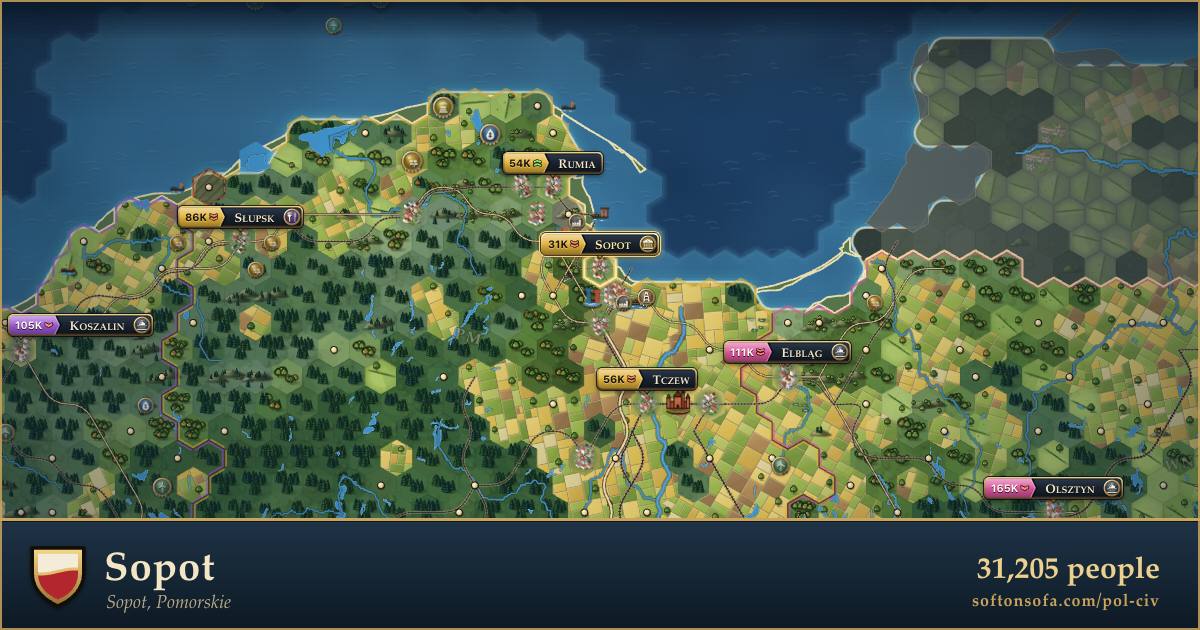 54K Rumia
86K Słupsk
31K Sopot
105K Koszalin
111K Elbląg
56K Tczew
165K Olsztyn
Sopot
31,205 people
Sopot, Pomorskie
softonsofa.com/pol-civ